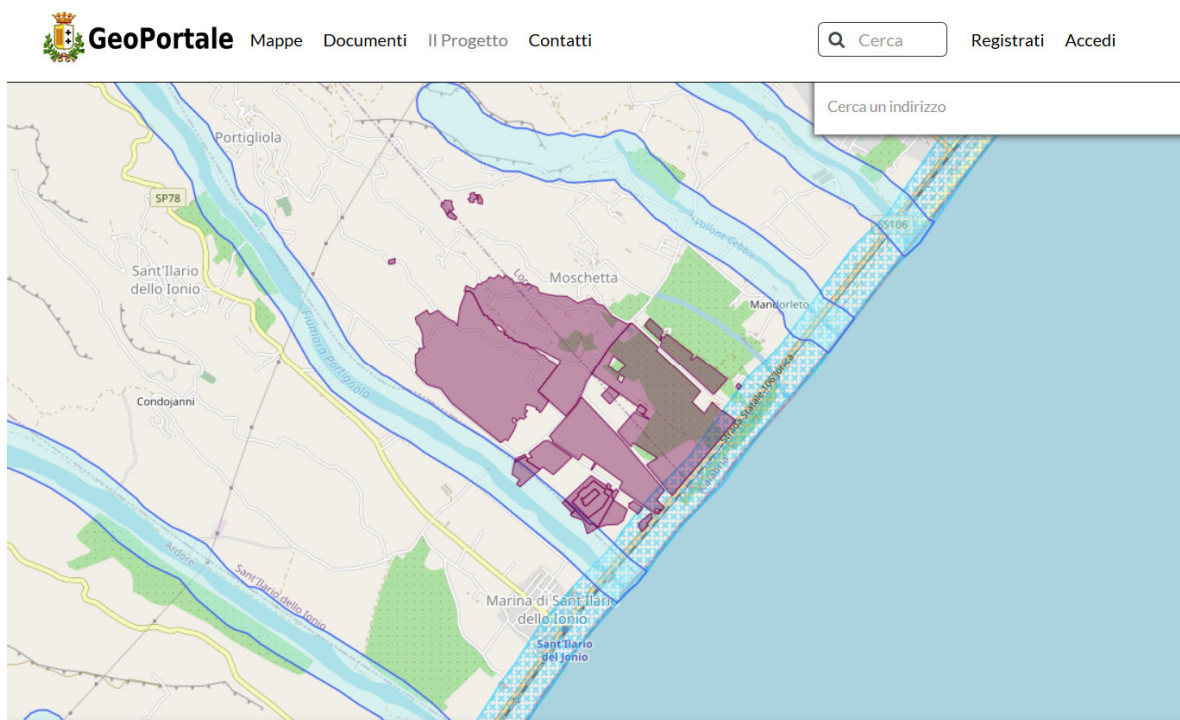 GeoPortale Mappe Documenti Il Progetto Contatti Cerca Registrati Accedi
Cerca un indirizzo
Portigliola
SP78
Vallone Cebbie
SS106
Sant'Ilario
dello Ionio
Moschetta
Mandorleto
Fiumara Portigliola
Strada Statale 106 Jonica
Condojanni
Ardore
Sant'Ilario dello Ionio
Marina di Sant'Ilario
dello Ionio
Sant'Ilario
del Jonio